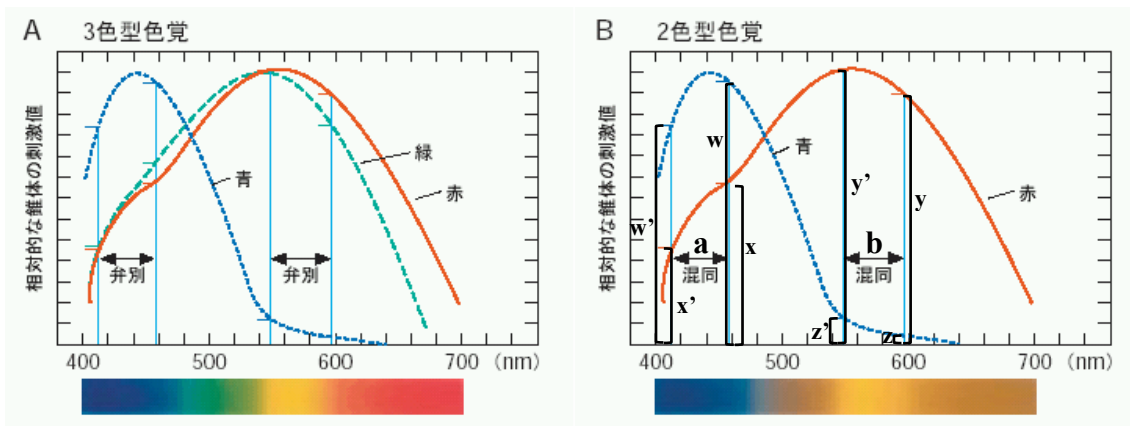 A 3色型色覚
相対的な錐体の刺激値
緑
青
赤
弁別
弁別
400 500 600 700 (nm)
B 2色型色覚
相対的な錐体の刺激値
w
青
y’
y
赤
w’
a
b
x
混同
混同
x’
z’
z
400 500 600 700 (nm)